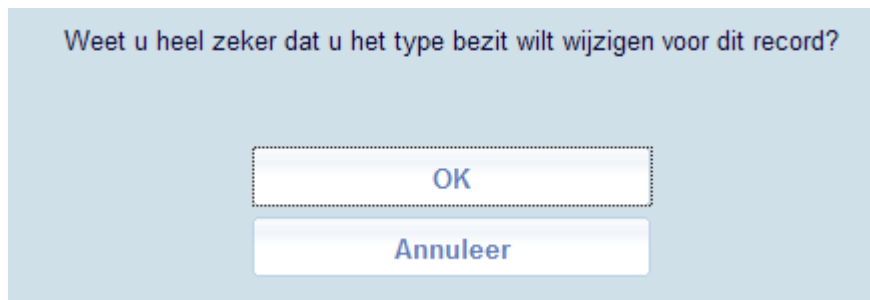 Weet u heel zeker dat u het type bezit wilt wijzigen voor dit record?
OK
Annuleer